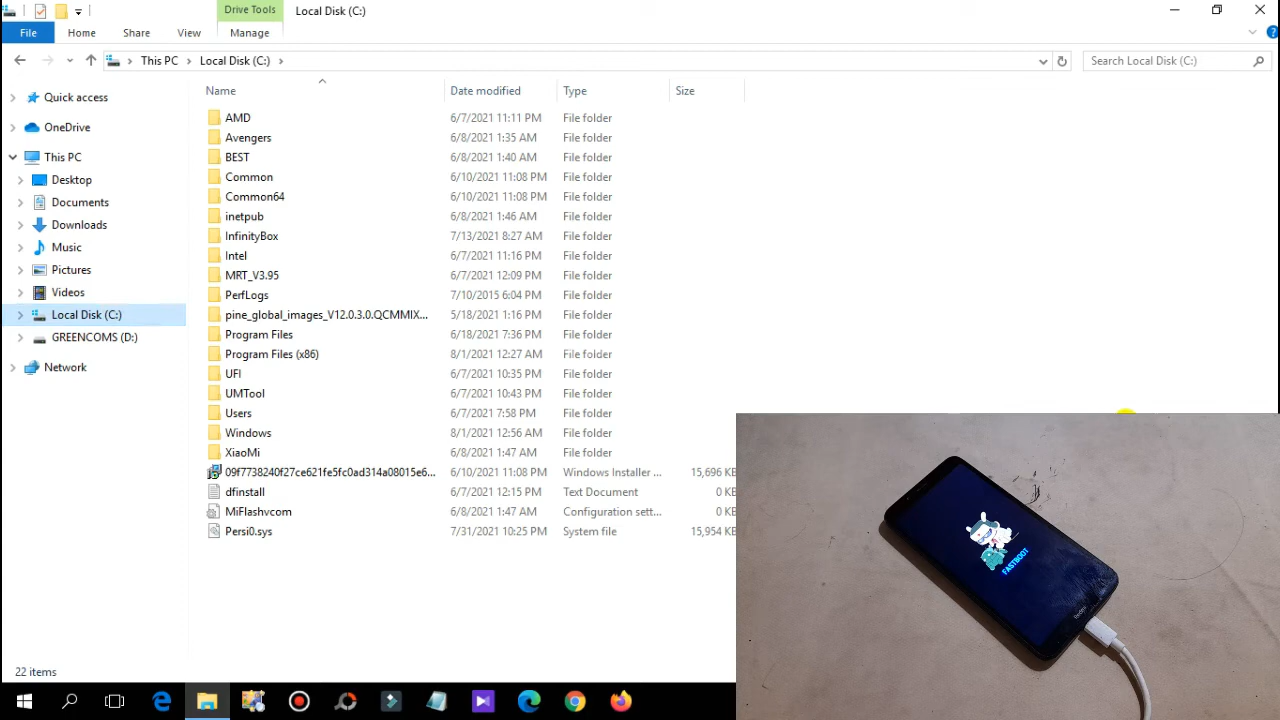 Drive Tools Local Disk (C:)
File Home Share View Manage
This PC Local Disk (C:) Search Local Disk (C:)
Name Date modified Type Size
Quick access
OneDrive
This PC
Desktop
Documents
Downloads
Music
Pictures
Videos
Local Disk (C:)
GREENCOMS (D:)
Network
AMD 6/7/2021 11:11 PM File folder
Avengers 6/8/2021 1:35 AM File folder
BEST 6/8/2021 1:40 AM File folder
Common 6/10/2021 11:08 PM File folder
Common64 6/10/2021 11:08 PM File folder
inetpub 6/8/2021 1:46 AM File folder
InfinityBox 7/13/2021 8:27 AM File folder
Intel 6/7/2021 11:16 PM File folder
MRT_V3.95 6/7/2021 12:09 PM File folder
PerfLogs 7/10/2015 6:04 PM File folder
pine_global_images_V12.0.3.0.QCMMIX... 5/18/2021 1:16 PM File folder
Program Files 6/18/2021 7:36 PM File folder
Program Files (x86) 8/1/2021 12:27 AM File folder
UFI 6/7/2021 10:35 PM File folder
UMTool 6/7/2021 10:43 PM File folder
Users 6/7/2021 7:58 PM File folder
Windows 8/1/2021 12:56 AM File folder
XiaoMi 6/8/2021 1:47 AM File folder
09f7738240f27ce621fe5fc0ad314a08015e6... 6/10/2021 11:08 PM Windows Installer ... 15,696 KB
dfinstall 6/7/2021 12:15 PM Text Document 0 KB
MiFlashvcom 6/8/2021 1:47 AM Configuration sett... 0 KB
Persi0.sys 7/31/2021 10:25 PM System file 15,954 KB
22 items
FASTBOOT
Redmi